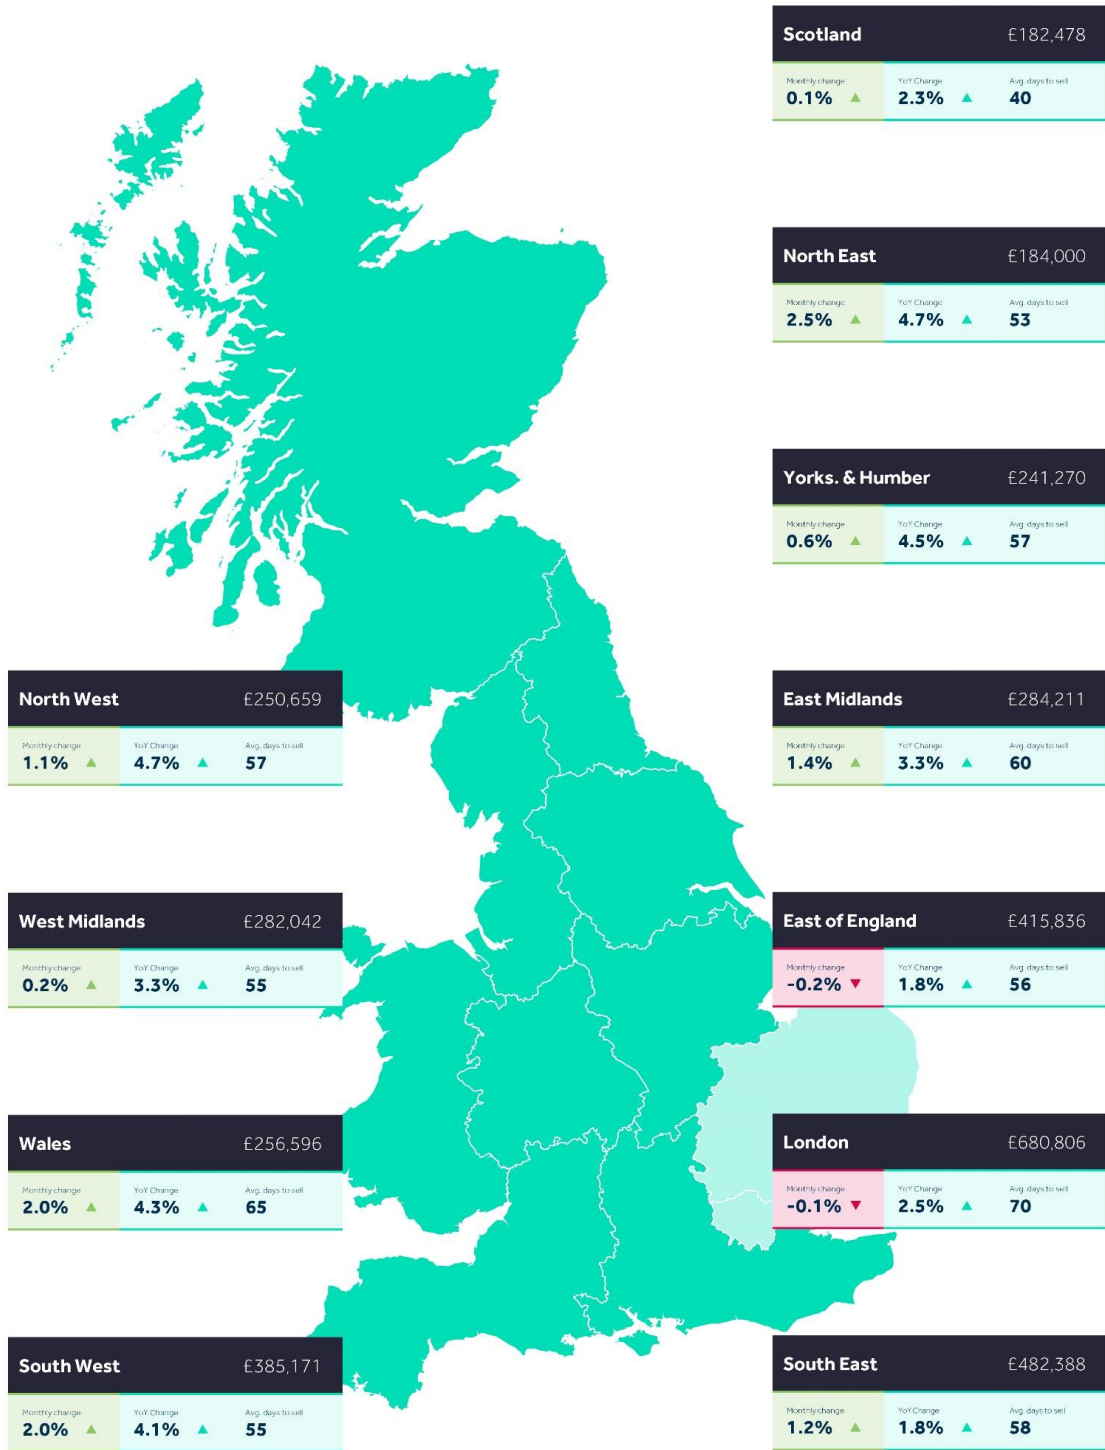 Scotland £182,478
Monthly change YoY Change Avg. days to sell
0.1% 2.3% 40
North East £184,000
Monthly change YoY Change Avg. days to sell
2.5% 4.7% 53
Yorks. & Humber £241,270
Monthly change YoY Change Avg. days to sell
0.6% 4.5% 57
North West £250,659
Monthly change YoY Change Avg. days to sell
1.1% 4.7% 57
East Midlands £284,211
Monthly change YoY Change Avg. days to sell
1.4% 3.3% 60
West Midlands £282,042
Monthly change YoY Change Avg. days to sell
0.2% 3.3% 55
East of England £415,836
Monthly change YoY Change Avg. days to sell
-0.2% 1.8% 56
Wales £256,596
Monthly change YoY Change Avg. days to sell
2.0% 4.3% 65
London £680,806
Monthly change YoY Change Avg. days to sell
-0.1% 2.5% 70
South West £385,171
Monthly change YoY Change Avg. days to sell
2.0% 4.1% 55
South East £482,388
Monthly change YoY Change Avg. days to sell
1.2% 1.8% 58